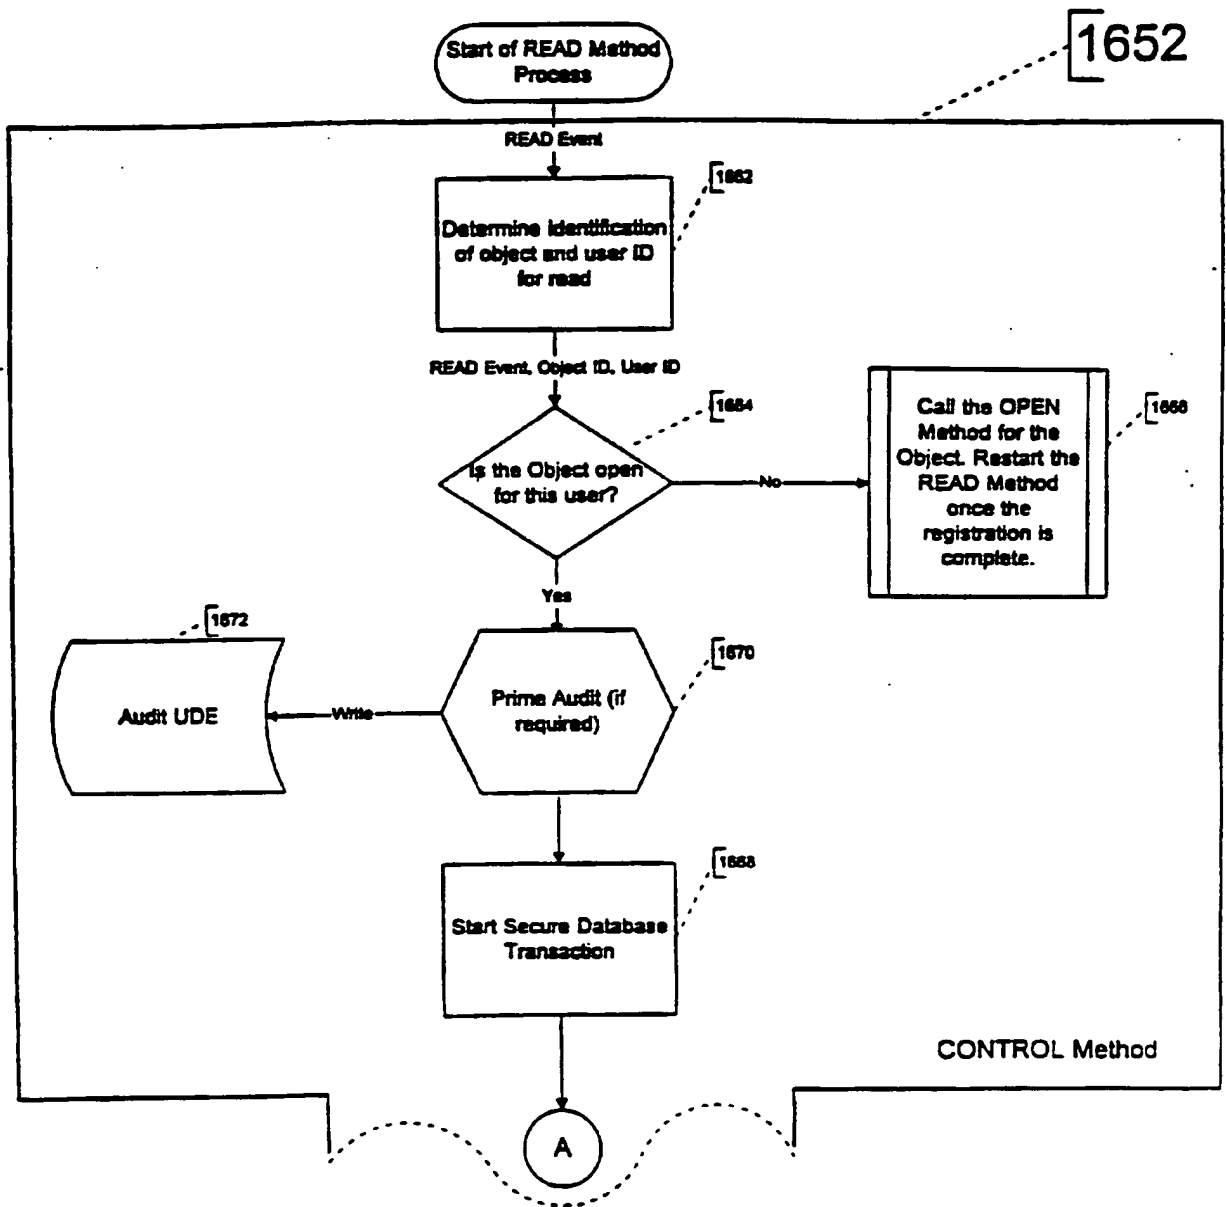 1652
Start of READ Method
Process
READ Event
1662
Determine Identification
of object and user ID
for read
READ Event, Object ID, User ID
1664
Is the Object open
for this user?
No
Call the OPEN
Method for the
Object. Restart the
READ Method
once the
registration is
complete.
1666
Yes
1672
Audit UDE
Write
Prime Audit (if
required)
1670
1668
Start Secure Database
Transaction
CONTROL Method
A